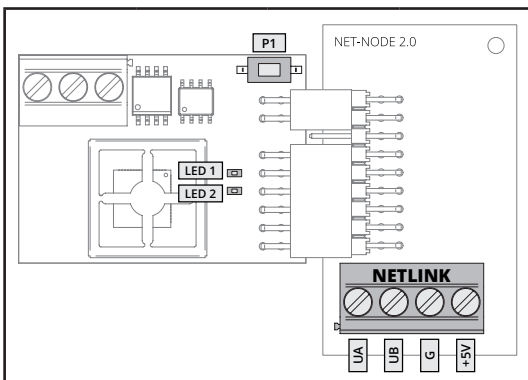 P1
NET-NODE 2.0
LED 1
LED 2
NETLINK
UA
UB
G
+5V